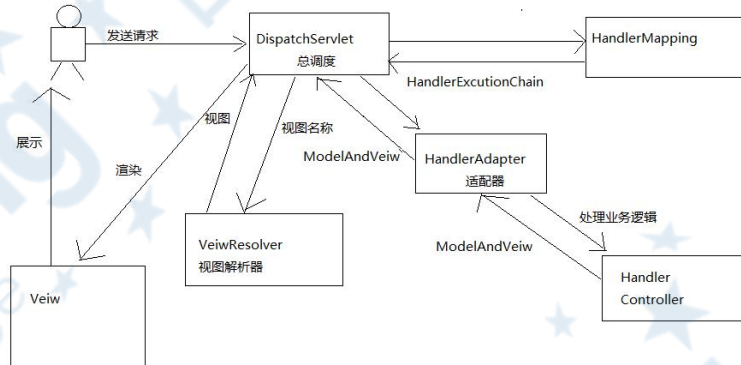 发送请求
DispatchServlet
总调度
HandlerMapping
HandlerExcutionChain
视图
视图名称
展示
渲染
ModelAndVeiw
HandlerAdapter
适配器
处理业务逻辑
VeiwResolver
视图解析器
ModelAndVeiw
Handler
Controller
Veiw